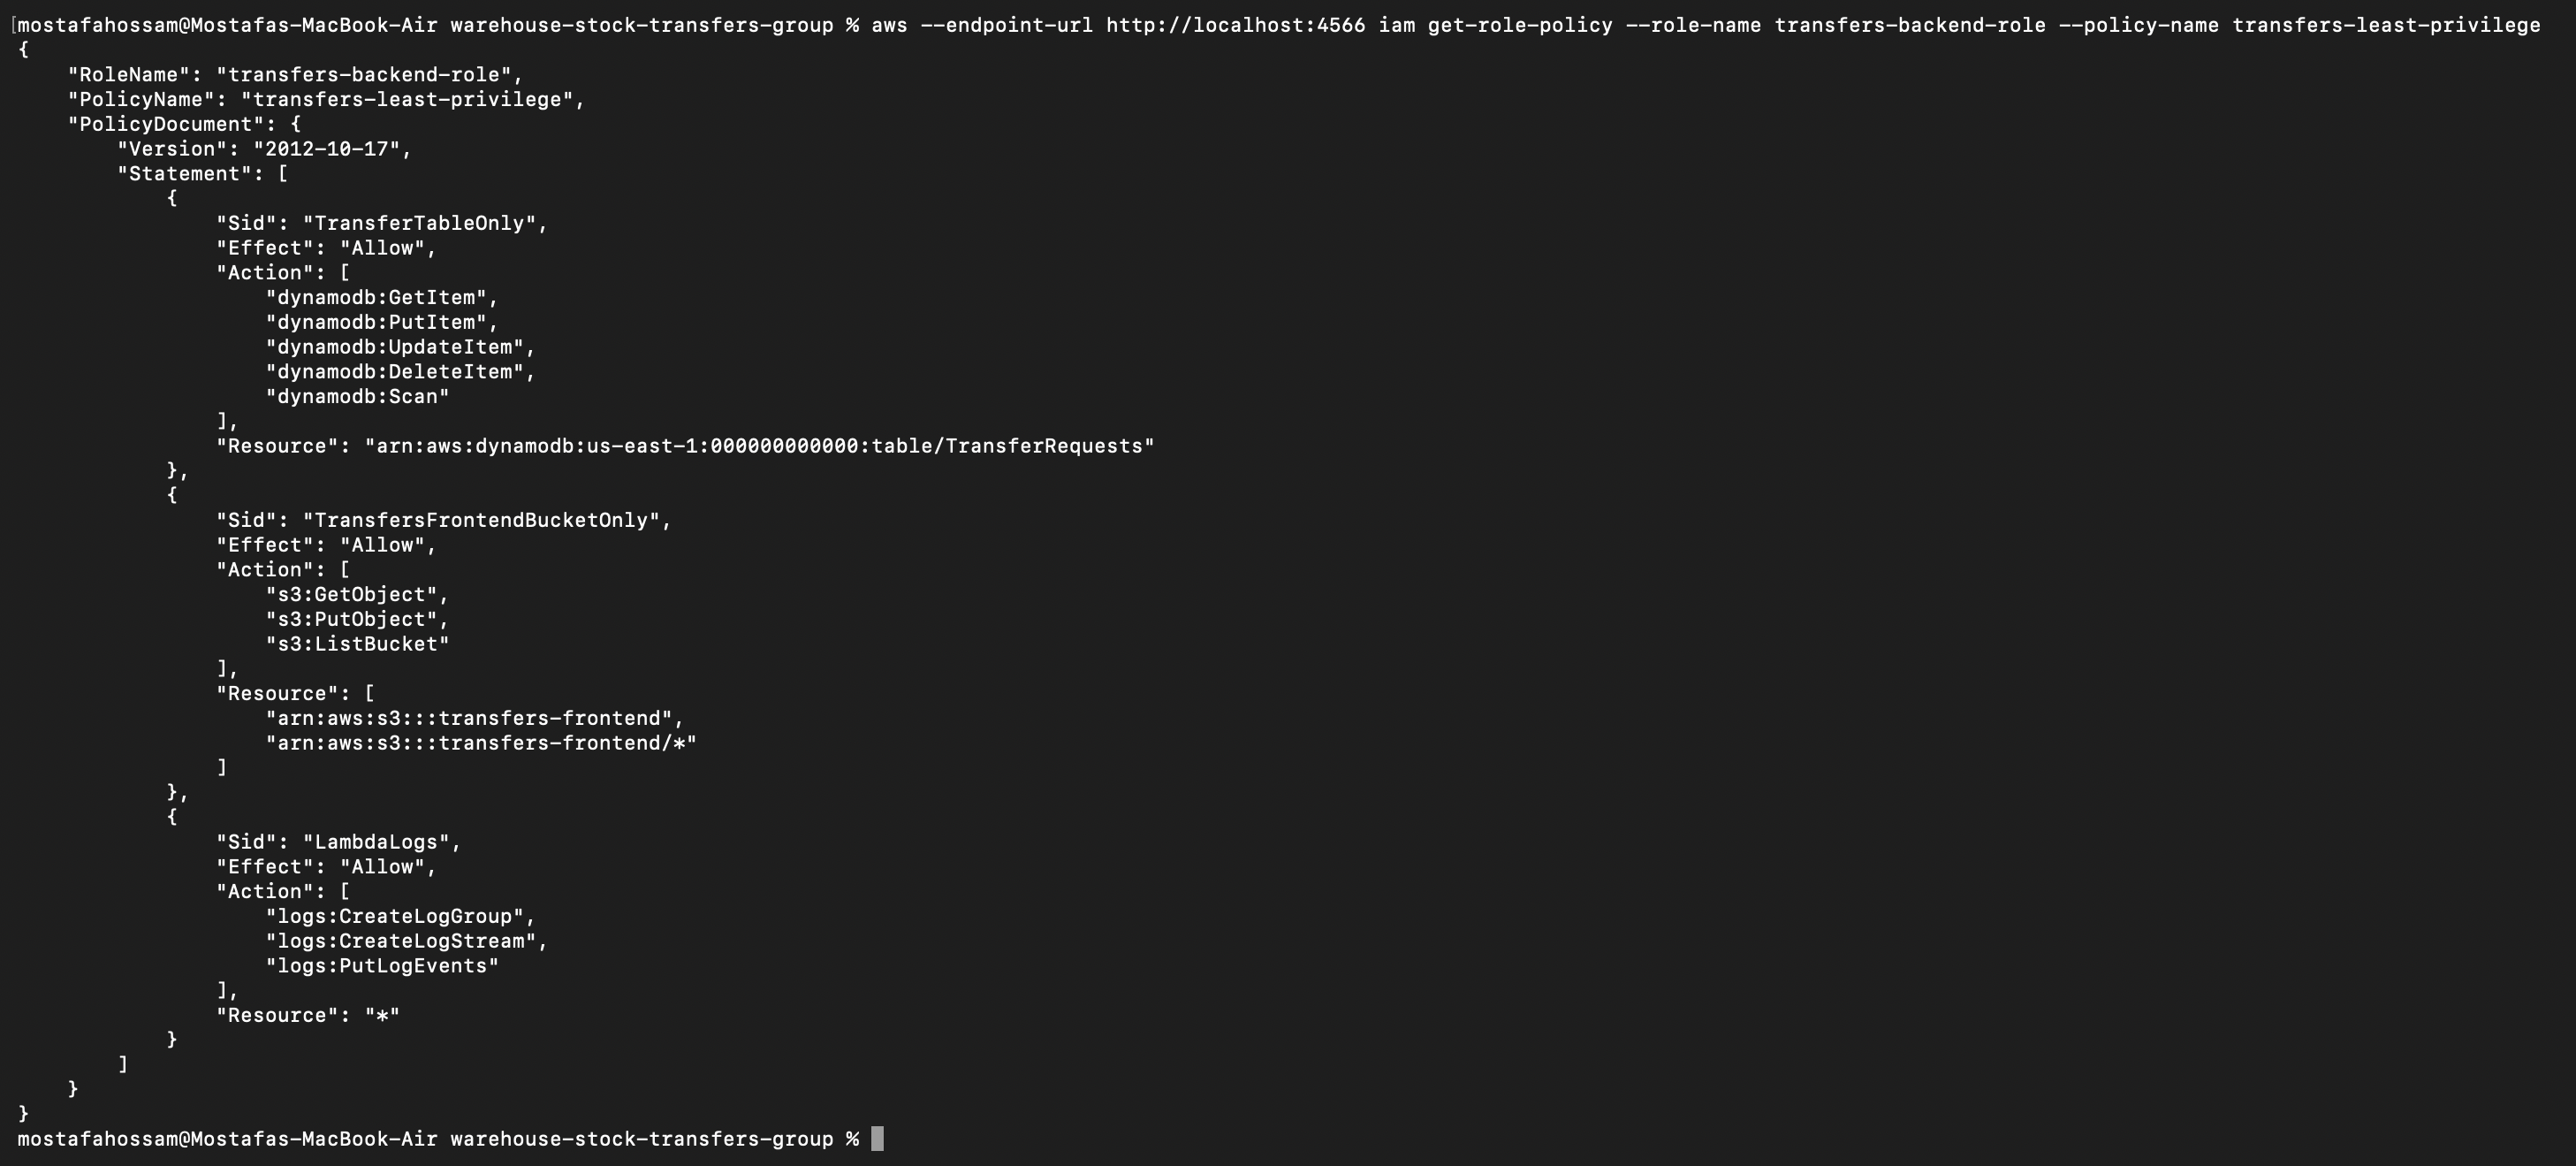 [mostafahossam@Mostafas-MacBook-Air warehouse-stock-transfers-group % aws --endpoint-url http://localhost:4566 iam get-role-policy --role-name transfers-backend-role --policy-name transfers-least-privilege
{
    "RoleName": "transfers-backend-role",
    "PolicyName": "transfers-least-privilege",
    "PolicyDocument": {
        "Version": "2012-10-17",
        "Statement": [
            {
                "Sid": "TransferTableOnly",
                "Effect": "Allow",
                "Action": [
                    "dynamodb:GetItem",
                    "dynamodb:PutItem",
                    "dynamodb:UpdateItem",
                    "dynamodb:DeleteItem",
                    "dynamodb:Scan"
                ],
                "Resource": "arn:aws:dynamodb:us-east-1:000000000000:table/TransferRequests"
            },
            {
                "Sid": "TransfersFrontendBucketOnly",
                "Effect": "Allow",
                "Action": [
                    "s3:GetObject",
                    "s3:PutObject",
                    "s3:ListBucket"
                ],
                "Resource": [
                    "arn:aws:s3:::transfers-frontend",
                    "arn:aws:s3:::transfers-frontend/*"
                ]
            },
            {
                "Sid": "LambdaLogs",
                "Effect": "Allow",
                "Action": [
                    "logs:CreateLogGroup",
                    "logs:CreateLogStream",
                    "logs:PutLogEvents"
                ],
                "Resource": "*"
            }
        ]
    }
}
mostafahossam@Mostafas-MacBook-Air warehouse-stock-transfers-group %